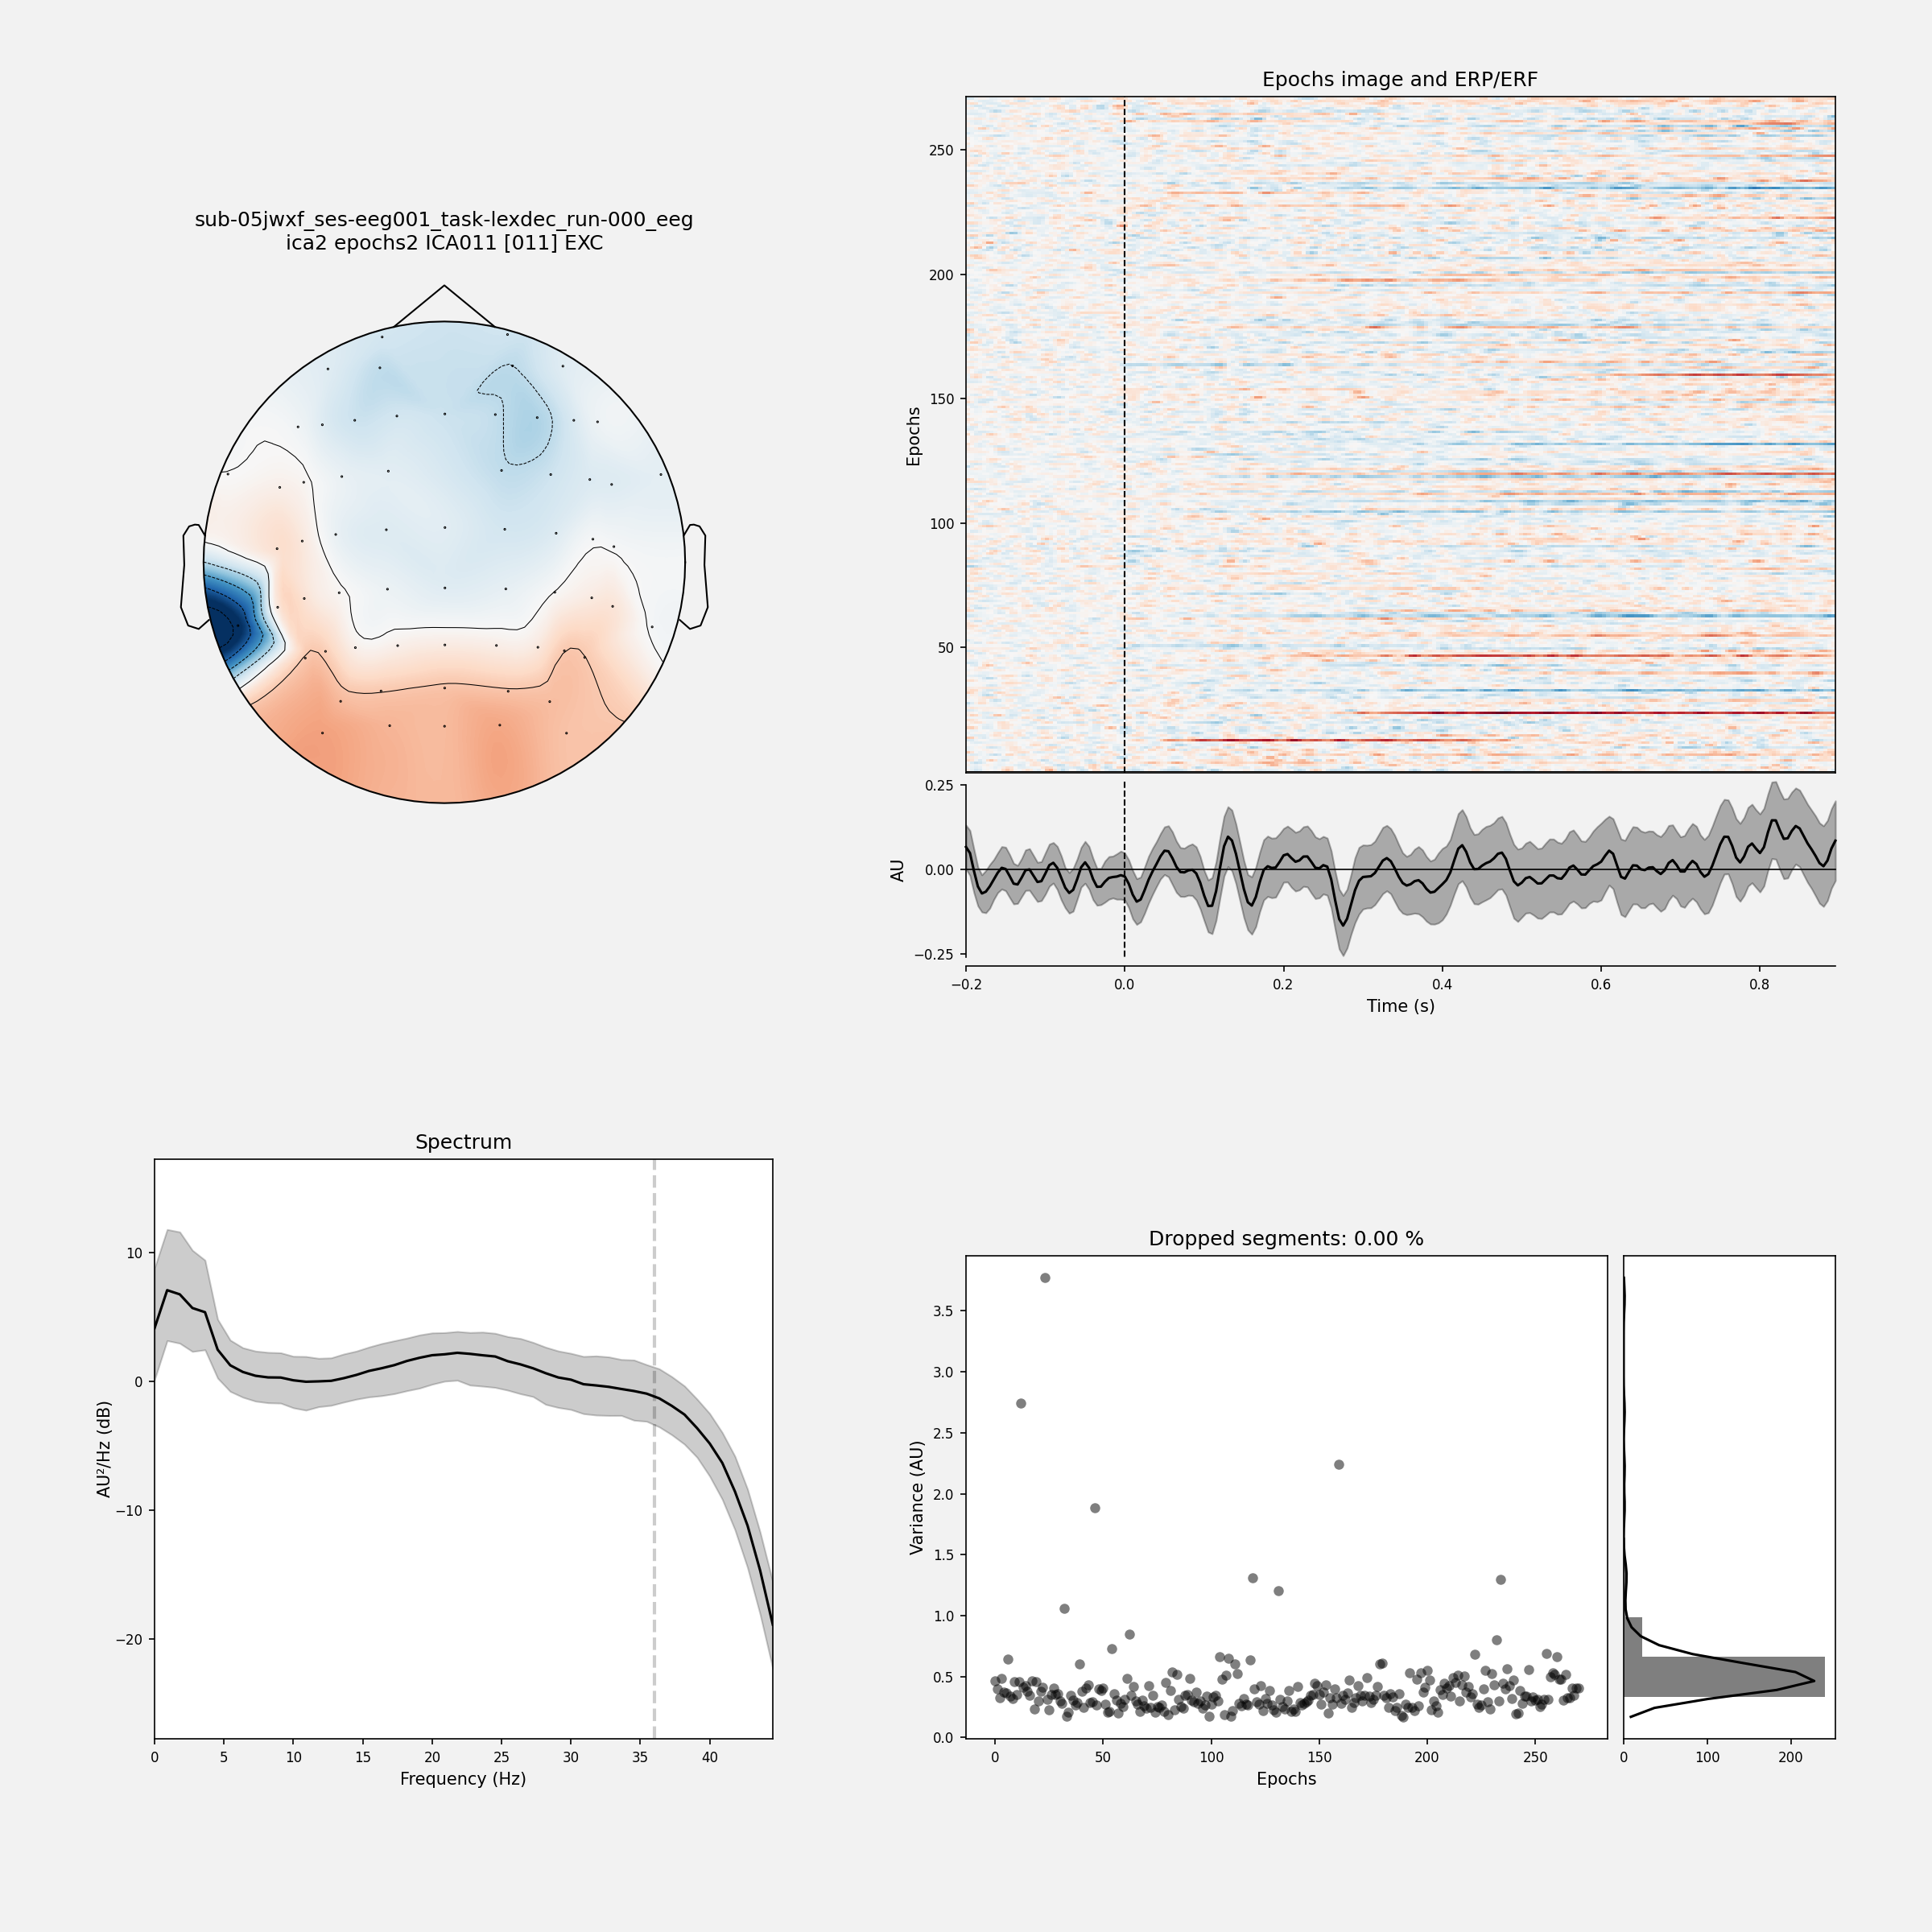 Epochs image and ERP/ERF
sub-05jwxf_ses-eeg001_task-lexdec_run-000_eeg
ica2 epochs2 ICA011 [011] EXC
Epochs
250
200
150
100
50
AU
0.25
0.00
−0.25
−0.2 0.0 0.2 0.4 0.6 0.8
Time (s)
Spectrum
AU²/Hz (dB)
10
0
−10
−20
0 5 10 15 20 25 30 35 40
Frequency (Hz)
Dropped segments: 0.00 %
Variance (AU)
3.5
3.0
2.5
2.0
1.5
1.0
0.5
0.0
0 50 100 150 200 250
Epochs
0 100 200